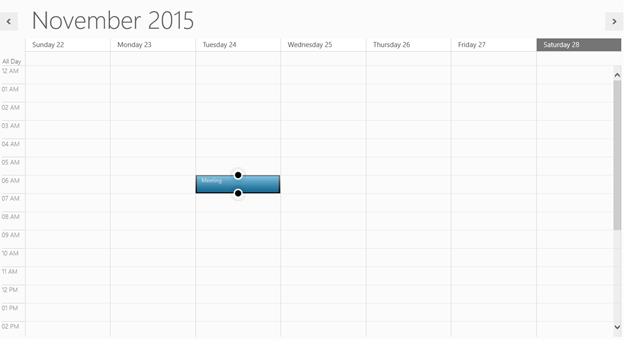 November 2015
Sunday 22 Monday 23 Tuesday 24 Wednesday 25 Thursday 26 Friday 27 Saturday 28
All Day
12 AM
01 AM
02 AM
03 AM
04 AM
05 AM
06 AM Meeting
07 AM
08 AM
09 AM
10 AM
11 AM
12 PM
01 PM
02 PM